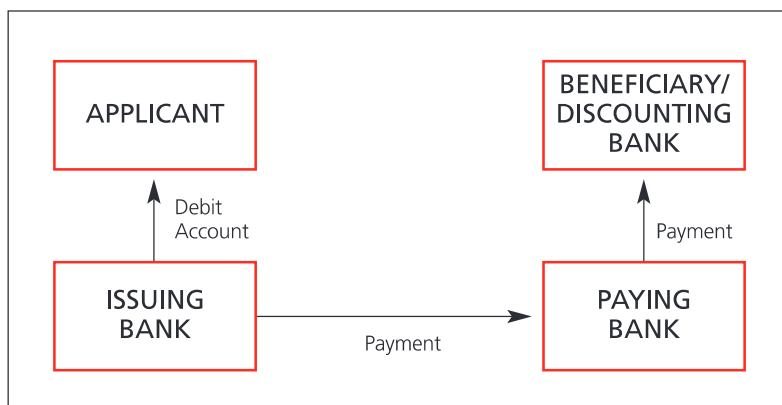 APPLICANT
BENEFICIARY/
DISCOUNTING
BANK
Debit
Account
Payment
ISSUING
BANK
PAYING
BANK
Payment